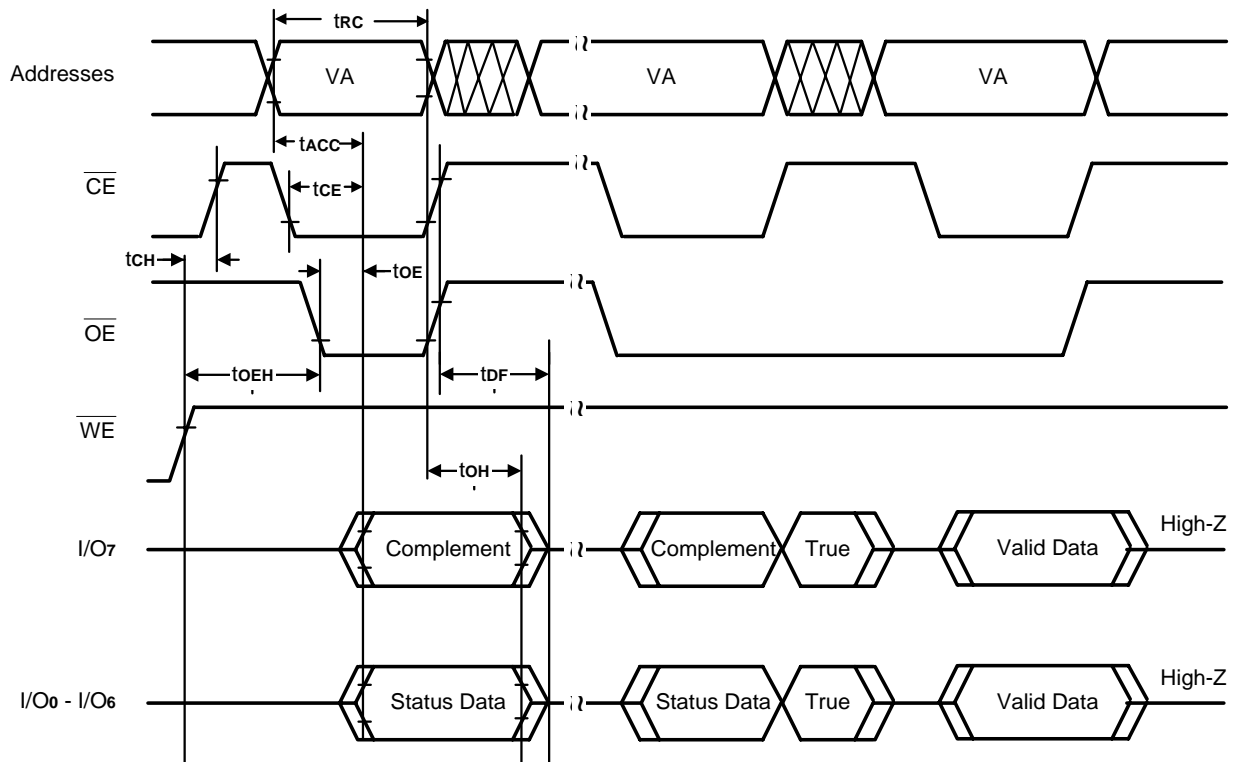 tRC
Addresses VA VA VA
tACC
CE tCE
tCH tOE
OE
tOEH tDF
WE
tOH
I/O7 Complement Complement True Valid Data High-Z
I/O0 - I/O6 Status Data Status Data True Valid Data High-Z